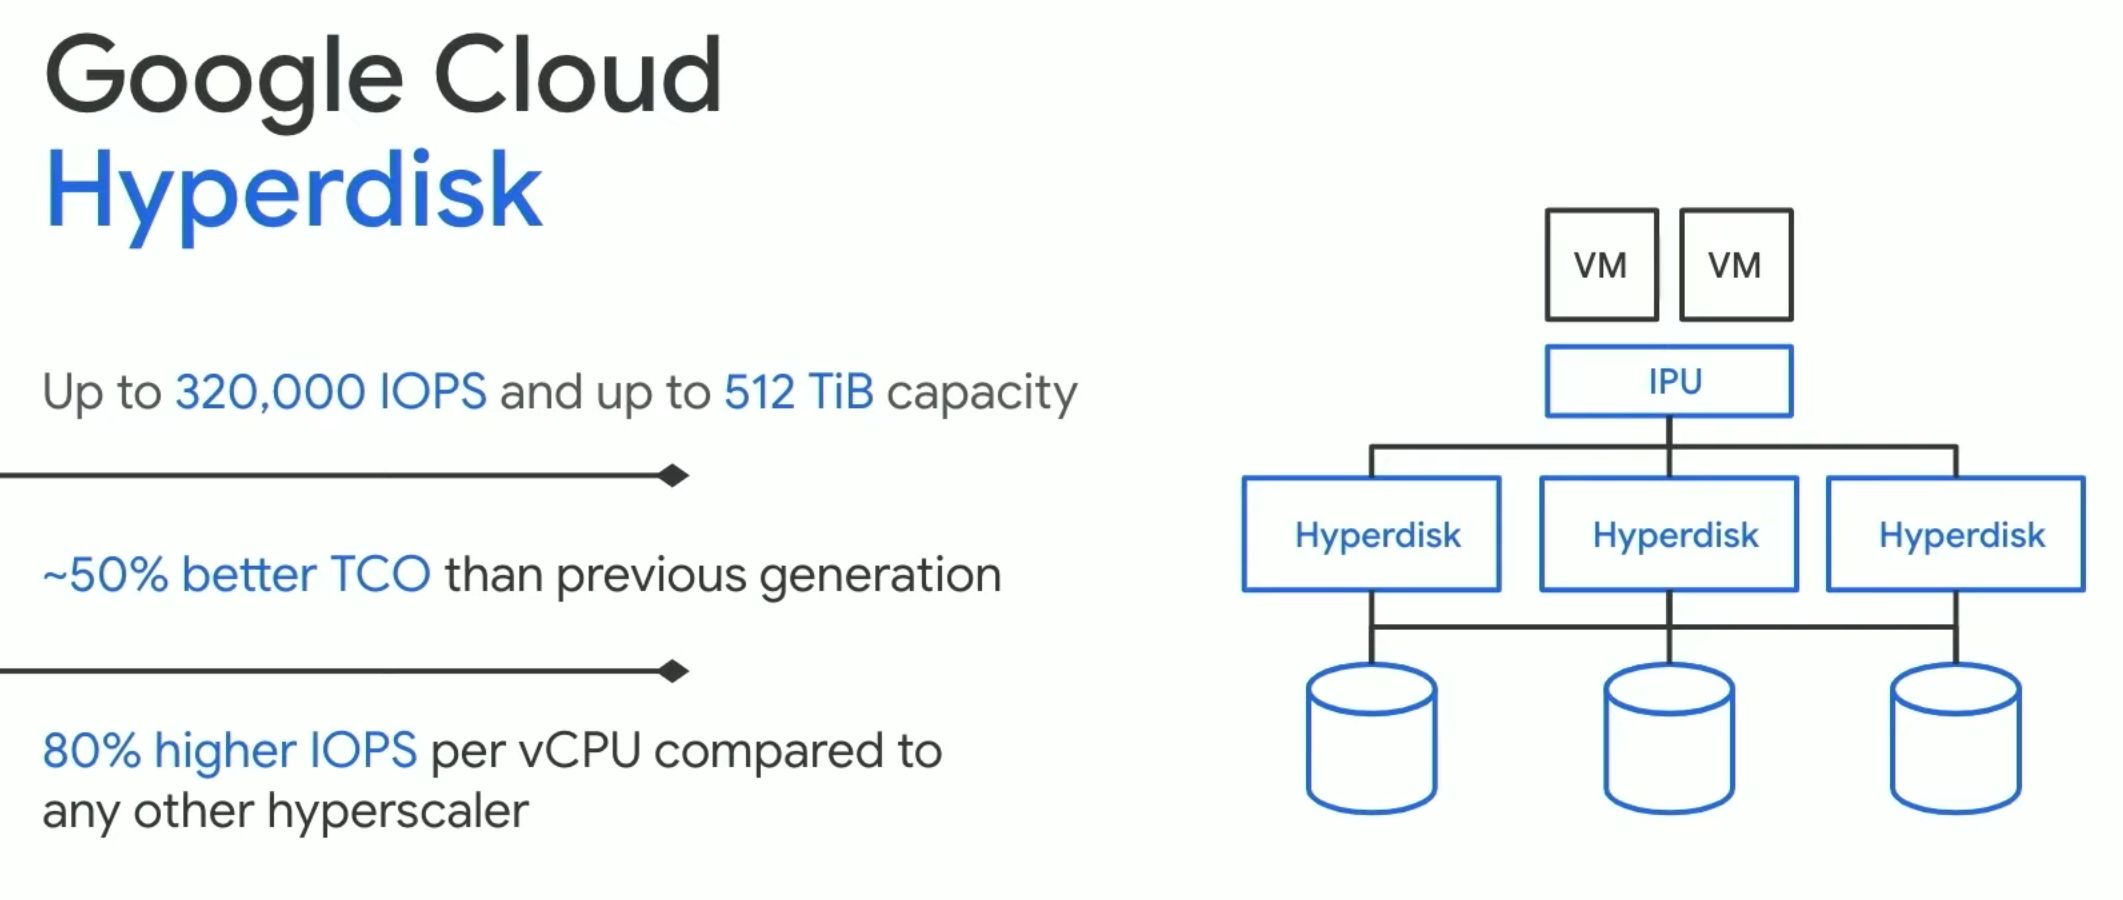 Google Cloud
Hyperdisk
Up to 320,000 IOPS and up to 512 TiB capacity
~50% better TCO than previous generation
80% higher IOPS per vCPU compared to
any other hyperscaler
VM VM
IPU
Hyperdisk Hyperdisk Hyperdisk